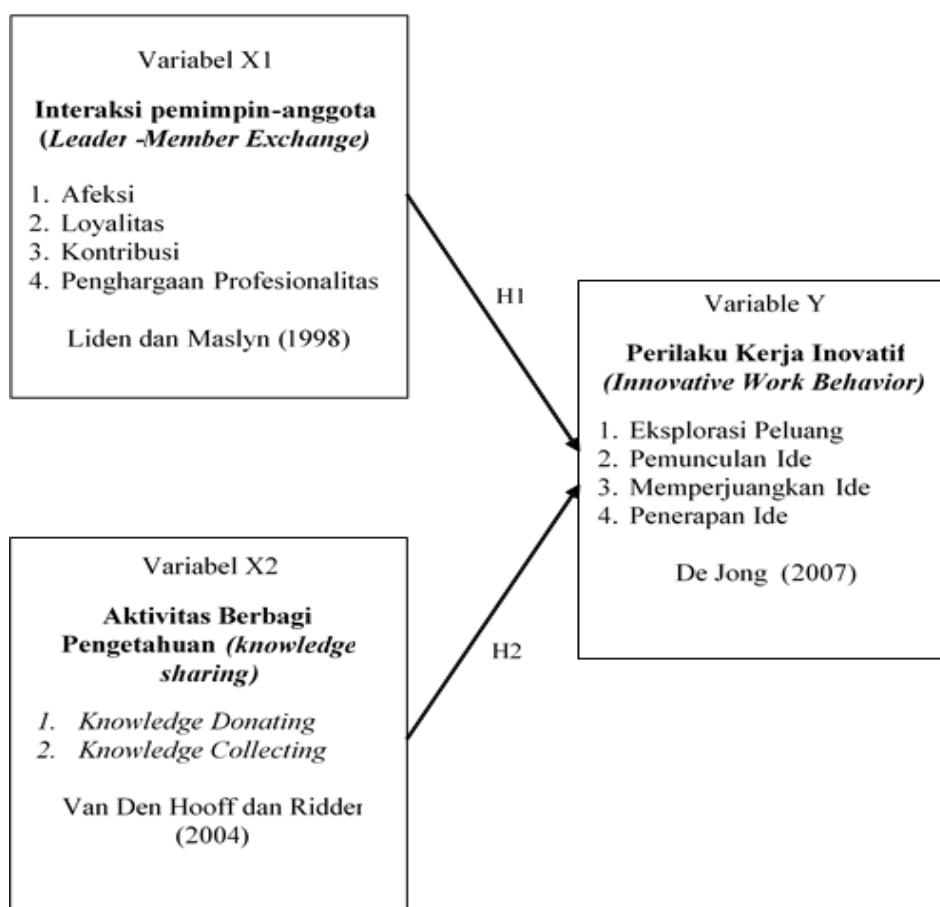 Variabel X1
Interaksi pemimpin-anggota
(Leader -Member Exchange)
1. Afeksi
2. Loyalitas
3. Kontribusi
4. Penghargaan Profesionalitas
Liden dan Maslyn (1998)
H1
Variable Y
Perilaku Kerja Inovatif
(Innovative Work Behavior)
1. Eksplorasi Peluang
2. Pemunculan Ide
3. Memperjuangkan Ide
4. Penerapan Ide
De Jong (2007)
Variabel X2
Aktivitas Berbagi
Pengetahuan (knowledge
sharing)
1. Knowledge Donating
2. Knowledge Collecting
Van Den Hooff dan Ridder
(2004)
H2